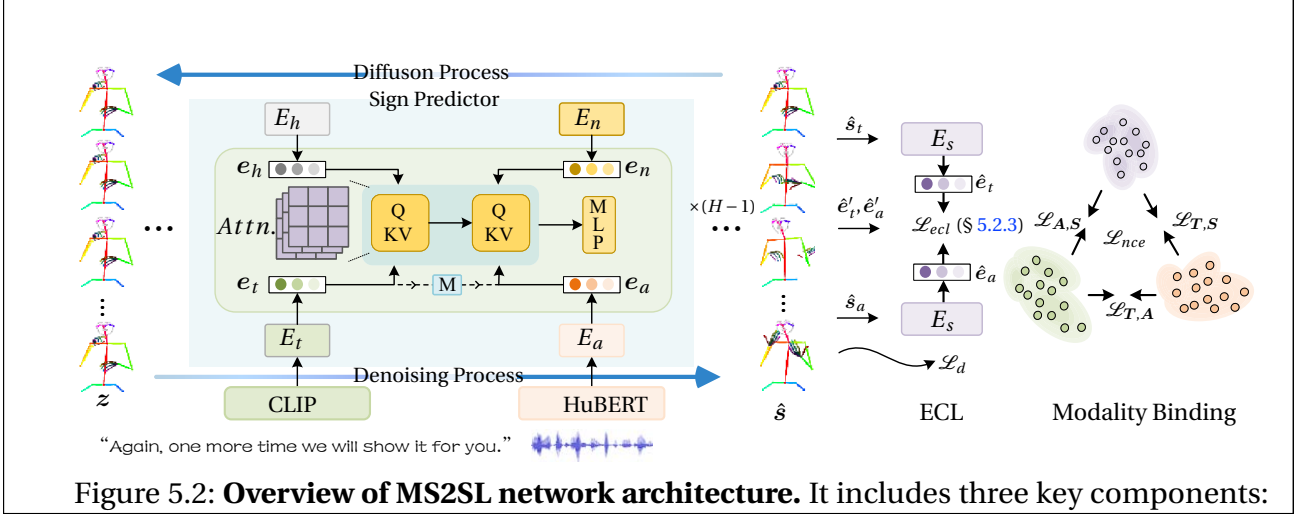 Diffuson Process
Sign Predictor
E_h
E_n
e_h
e_n
Attn.
Q
KV
Q
KV
M
L
P
×(H−1)
...
...
e_t
M
e_a
E_t
E_a
Denoising Process
CLIP
HuBERT
z
ŝ
"Again, one more time we will show it for you."
ŝ_t
E_s
ê_t
ê′_t, ê′_a
ℒ_ecl (§ 5.2.3)
ê_a
ŝ_a
E_s
ℒ_d
ECL
ℒ_A,S
ℒ_nce
ℒ_T,S
ℒ_T,A
Modality Binding
Figure 5.2: Overview of MS2SL network architecture. It includes three key components: